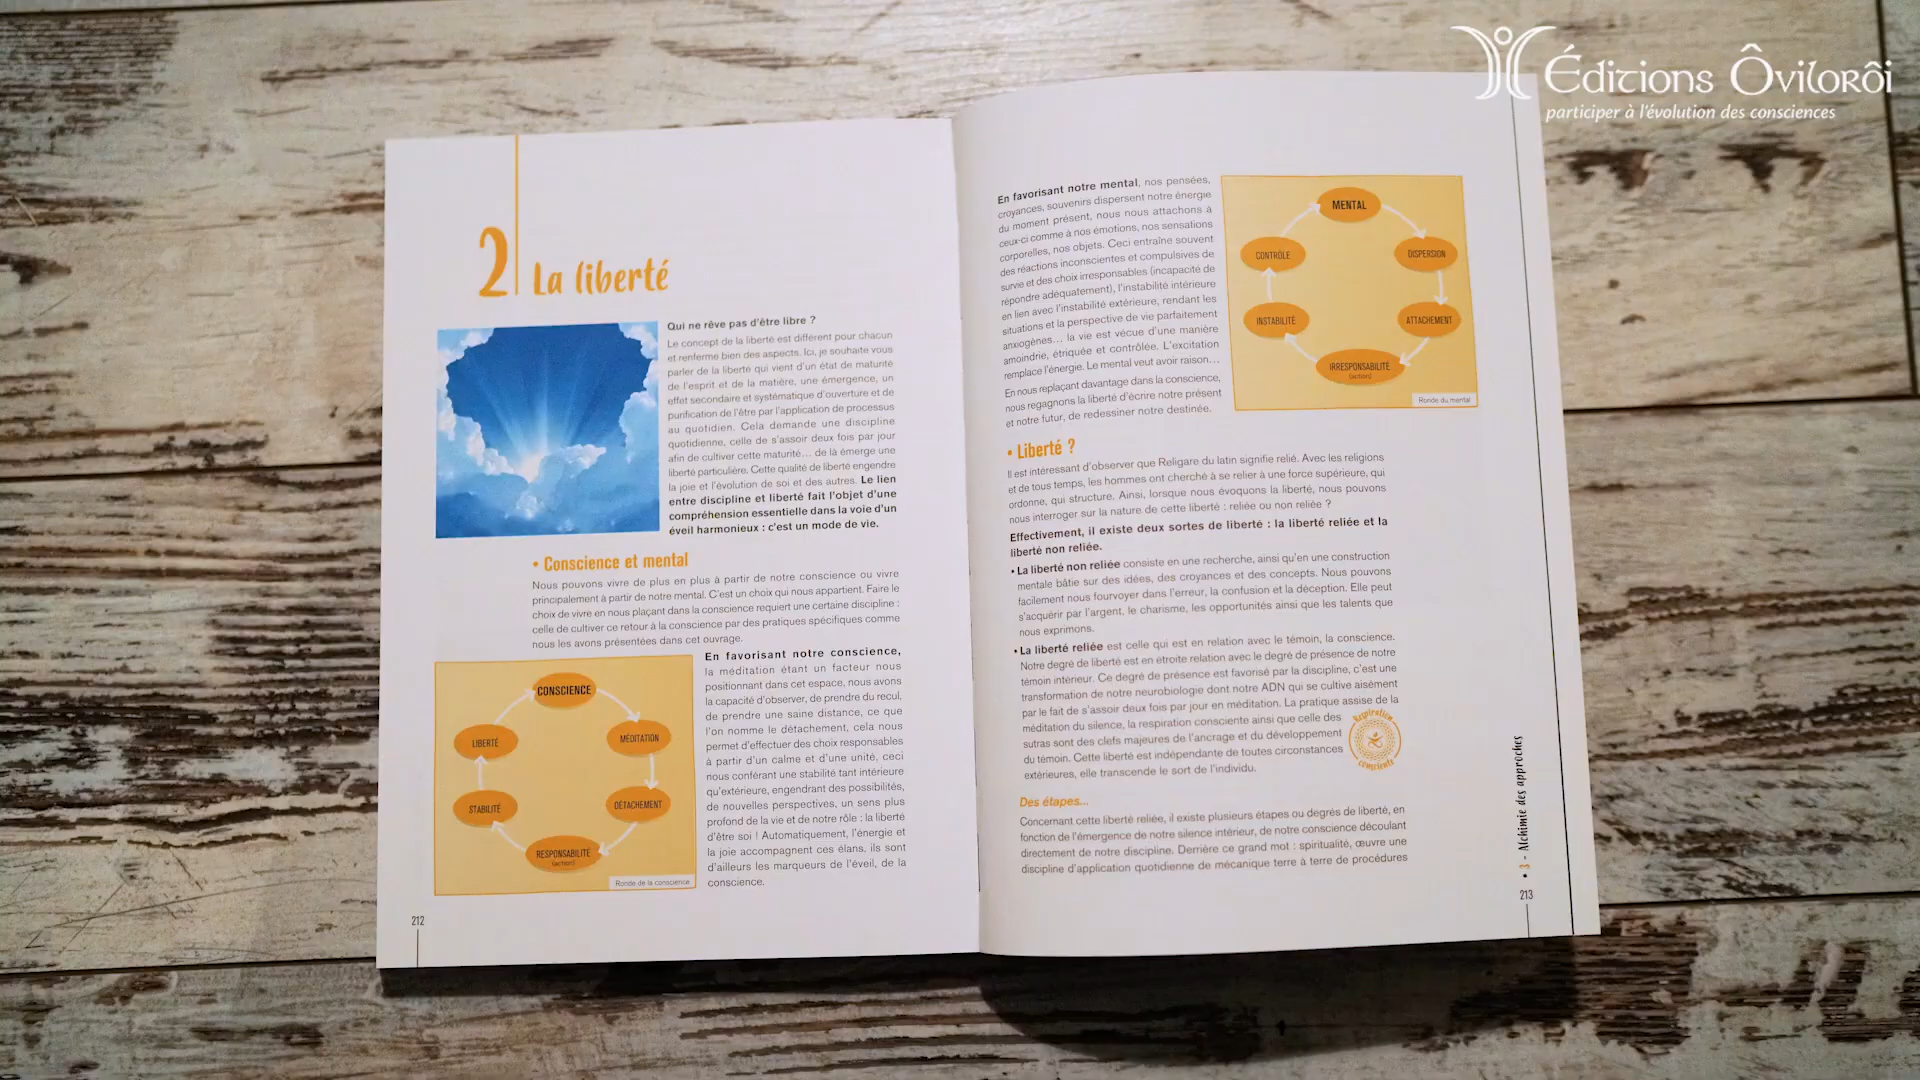 Éditions Ôvilorôi
participer à l'évolution des consciences
2 La liberté
Qui ne rêve pas d'être libre ?
Le concept de la liberté est différent pour chacun
et renferme bien des aspects. Ici, je souhaite vous
parler de la liberté qui vient d'un état de maturité
de l'esprit et de la matière, une émergence, un
effet secondaire et systématique d'ouverture et de
purification de l'être par l'application de processus
au quotidien. Cela demande une discipline
quotidienne, celle de s'assoir deux fois par jour
afin de cultiver cette maturité… de là émerge une
liberté particulière. Cette qualité de liberté engendre
la joie et l'évolution de soi et des autres. Le lien
entre discipline et liberté fait l'objet d'une
compréhension essentielle dans la voie d'un
éveil harmonieux : c'est un mode de vie.
• Conscience et mental
Nous pouvons vivre de plus en plus à partir de notre conscience ou vivre
principalement à partir de notre mental. C'est un choix qui nous appartient. Faire le
choix de vivre en nous plaçant dans la conscience requiert une certaine discipline :
celle de cultiver ce retour à la conscience par des pratiques spécifiques comme
nous les avons présentées dans cet ouvrage.
CONSCIENCE
MÉDITATION
DÉTACHEMENT
RESPONSABILITÉ
(action)
STABILITÉ
LIBERTÉ
Ronde de la conscience
En favorisant notre conscience,
la méditation étant un facteur nous
positionnant dans cet espace, nous avons
la capacité d'observer, de prendre du recul,
de prendre une saine distance, ce que
l'on nomme le détachement, cela nous
permet d'effectuer des choix responsables
à partir d'un calme et d'une unité, ceci
nous conférant une stabilité tant intérieure
qu'extérieure, engendrant des possibilités,
de nouvelles perspectives, un sens plus
profond de la vie et de notre rôle : la liberté
d'être soi ! Automatiquement, l'énergie et
la joie accompagnent ces élans, ils sont
d'ailleurs les marqueurs de l'éveil, de la
conscience.
212
En favorisant notre mental, nos pensées,
croyances, souvenirs dispersent notre énergie
du moment présent, nous nous attachons à
ceux-ci comme à nos émotions, nos sensations
corporelles, nos objets. Ceci entraîne souvent
des réactions inconscientes et compulsives de
survie et des choix irresponsables (incapacité de
répondre adéquatement), l'instabilité intérieure
en lien avec l'instabilité extérieure, rendant les
situations et la perspective de vie parfaitement
anxiogènes… la vie est vécue d'une manière
amoindrie, étriquée et contrôlée. L'excitation
remplace l'énergie. Le mental veut avoir raison…
En nous replaçant davantage dans la conscience,
nous regagnons la liberté d'écrire notre présent
et notre futur, de redessiner notre destinée.
MENTAL
DISPERSION
ATTACHEMENT
IRRESPONSABILITÉ
(action)
INSTABILITÉ
CONTRÔLE
Ronde du mental
• Liberté ?
Il est intéressant d'observer que Religare du latin signifie relié. Avec les religions
et de tous temps, les hommes ont cherché à se relier à une force supérieure, qui
ordonne, qui structure. Ainsi, lorsque nous évoquons la liberté, nous pouvons
nous interroger sur la nature de cette liberté : reliée ou non reliée ?
Effectivement, il existe deux sortes de liberté : la liberté reliée et la
liberté non reliée.
• La liberté non reliée consiste en une recherche, ainsi qu'en une construction
mentale bâtie sur des idées, des croyances et des concepts. Nous pouvons
facilement nous fourvoyer dans l'erreur, la confusion et la déception. Elle peut
s'acquérir par l'argent, le charisme, les opportunités ainsi que les talents que
nous exprimons.
• La liberté reliée est celle qui est en relation avec le témoin, la conscience.
Notre degré de liberté est en étroite relation avec le degré de présence de notre
témoin intérieur. Ce degré de présence est favorisé par la discipline, c'est une
transformation de notre neurobiologie dont notre ADN qui se cultive aisément
par le fait de s'assoir deux fois par jour en méditation. La pratique assise de la
méditation du silence, la respiration consciente ainsi que celle des
sutras sont des clefs majeures de l'ancrage et du développement
du témoin. Cette liberté est indépendante de toutes circonstances
extérieures, elle transcende le sort de l'individu.
Respiration
consciente
Des étapes…
Concernant cette liberté reliée, il existe plusieurs étapes ou degrés de liberté, en
fonction de l'émergence de notre silence intérieur, de notre conscience découlant
directement de notre discipline. Derrière ce grand mot : spiritualité, œuvre une
discipline d'application quotidienne de mécanique terre à terre de procédures
• 3 - Alchimie des approches
213